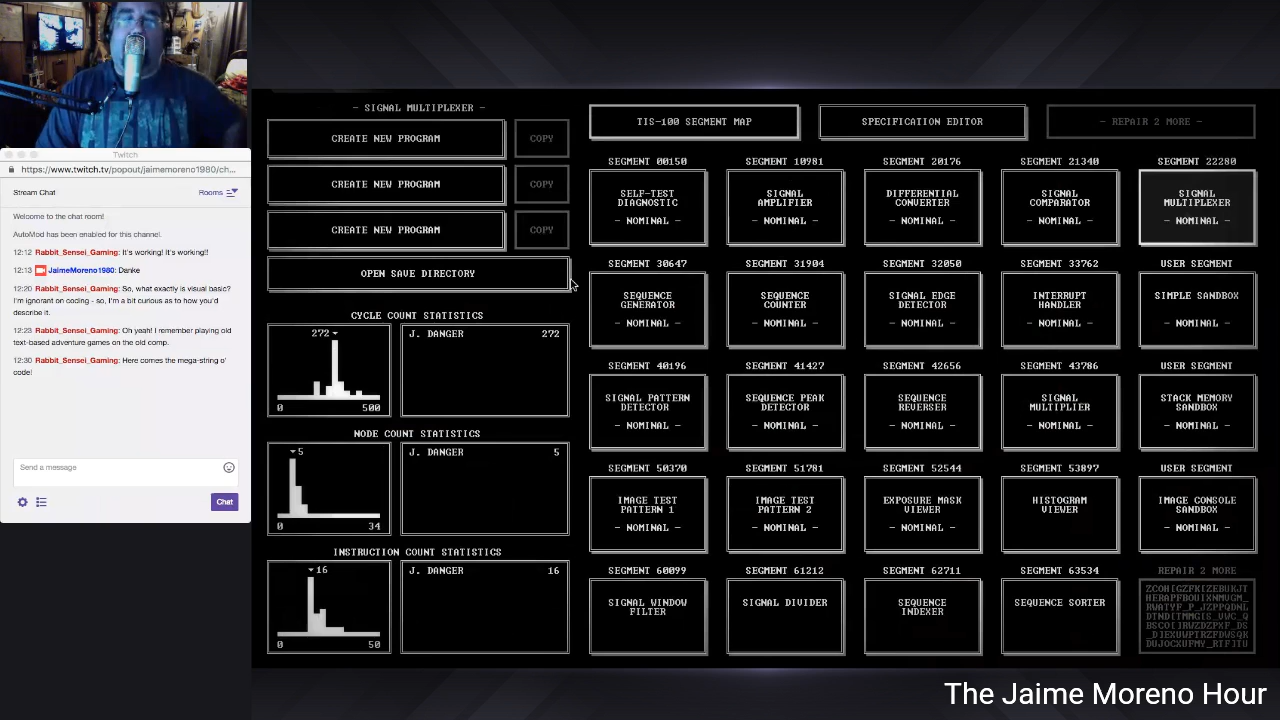 Twitch
https://www.twitch.tv/popout/jaimemoreno1980/ch...
Stream Chat
Rooms
Welcome to the chat room!
AutoMod has been enabled for this channel.
12:12 Rabbit_Sensei_Gaming: It's working! It's working!!
12:13 JaimeMoreno1980: Danke
12:20 Rabbit_Sensei_Gaming: So, what exactly is visual basic?
I'm ignorant on coding - so, I'm a bit curious as to how you'd
describe it.
12:23 Rabbit_Sensei_Gaming: Oh yeah! I remember playing old
text-based adventure games on the old comp.
12:30 Rabbit_Sensei_Gaming: Here comes the mega-string o'
code!
Send a message
Chat
- SIGNAL MULTIPLEXER -
CREATE NEW PROGRAM
COPY
CREATE NEW PROGRAM
COPY
CREATE NEW PROGRAM
COPY
OPEN SAVE DIRECTORY
CYCLE COUNT STATISTICS
272
0 500
J. DANGER 272
NODE COUNT STATISTICS
5
0 34
J. DANGER 5
INSTRUCTION COUNT STATISTICS
16
0 50
J. DANGER 16
TIS-100 SEGMENT MAP
SPECIFICATION EDITOR
- REPAIR 2 MORE -
SEGMENT 00150
SELF-TEST
DIAGNOSTIC
- NOMINAL -
SEGMENT 10981
SIGNAL
AMPLIFIER
- NOMINAL -
SEGMENT 20176
DIFFERENTIAL
CONVERTER
- NOMINAL -
SEGMENT 21340
SIGNAL
COMPARATOR
- NOMINAL -
SEGMENT 22280
SIGNAL
MULTIPLEXER
- NOMINAL -
SEGMENT 30647
SEQUENCE
GENERATOR
- NOMINAL -
SEGMENT 31904
SEQUENCE
COUNTER
- NOMINAL -
SEGMENT 32050
SIGNAL EDGE
DETECTOR
- NOMINAL -
SEGMENT 33762
INTERRUPT
HANDLER
- NOMINAL -
USER SEGMENT
SIMPLE SANDBOX
- NOMINAL -
SEGMENT 40196
SIGNAL PATTERN
DETECTOR
- NOMINAL -
SEGMENT 41427
SEQUENCE PEAK
DETECTOR
- NOMINAL -
SEGMENT 42656
SEQUENCE
REVERSER
- NOMINAL -
SEGMENT 43786
SIGNAL
MULTIPLIER
- NOMINAL -
USER SEGMENT
STACK MEMORY
SANDBOX
- NOMINAL -
SEGMENT 50370
IMAGE TEST
PATTERN 1
- NOMINAL -
SEGMENT 51781
IMAGE TEST
PATTERN 2
- NOMINAL -
SEGMENT 52544
EXPOSURE MASK
VIEWER
- NOMINAL -
SEGMENT 53897
HISTOGRAM
VIEWER
USER SEGMENT
IMAGE CONSOLE
SANDBOX
- NOMINAL -
SEGMENT 60099
SIGNAL WINDOW
FILTER
SEGMENT 61212
SIGNAL DIVIDER
SEGMENT 62711
SEQUENCE
INDEXER
SEGMENT 63534
SEQUENCE SORTER
REPAIR 2 MORE
The Jaime Moreno Hour